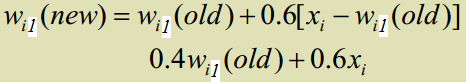 w_{i1}(new) = w_{i1}(old) + 0.6[x_i − w_{i1}(old)]
0.4w_{i1}(old) + 0.6x_i